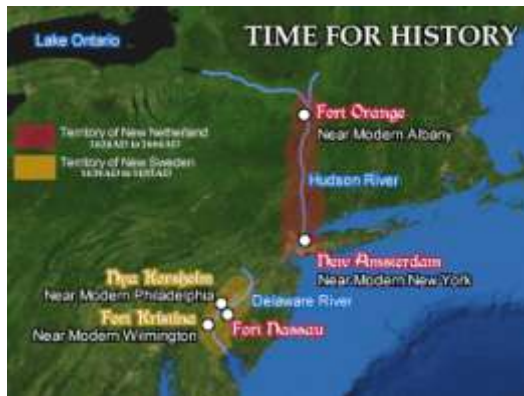 Lake Ontario
TIME FOR HISTORY
Fort Orange
Near Modern Albany
Territory of New Netherland
Territory of New Sweden
Hudson River
New Amsterdam
Near Modern New York
Nya Korsholm
Near Modern Philadelphia
Delaware River
Fort Kristina
Fort Nassau
Near Modern Wilmington